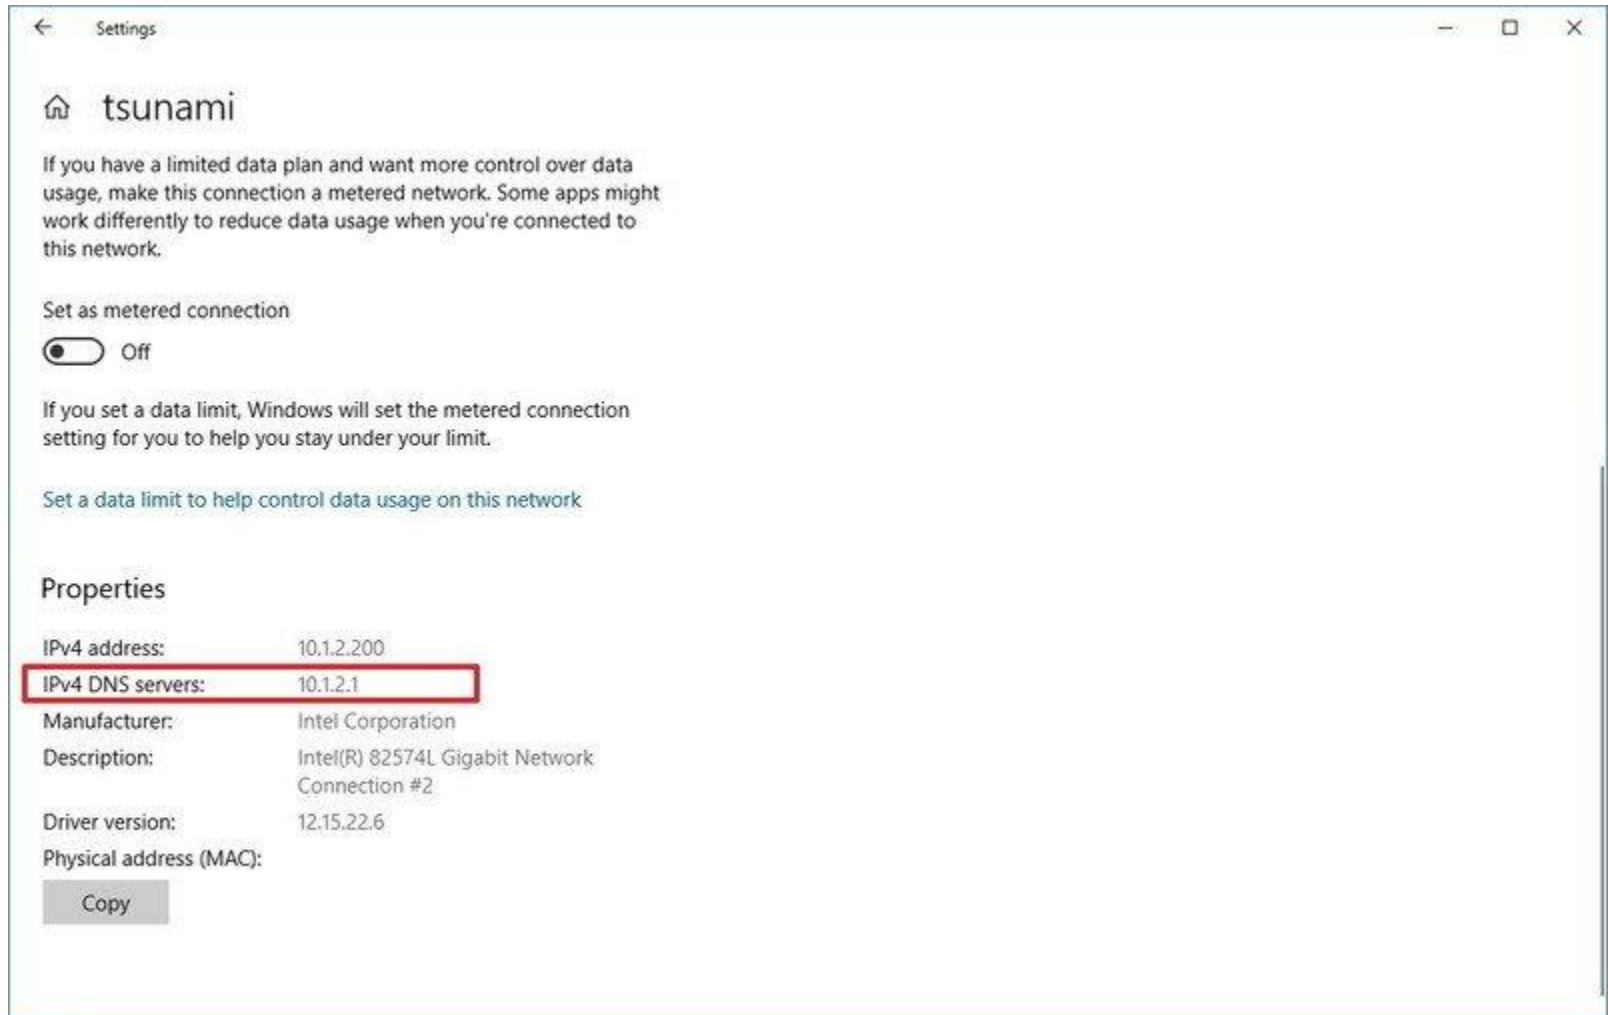 Settings
tsunami
If you have a limited data plan and want more control over data
usage, make this connection a metered network. Some apps might
work differently to reduce data usage when you're connected to
this network.
Set as metered connection
Off
If you set a data limit, Windows will set the metered connection
setting for you to help you stay under your limit.
Set a data limit to help control data usage on this network
Properties
IPv4 address: 10.1.2.200
IPv4 DNS servers: 10.1.2.1
Manufacturer: Intel Corporation
Description: Intel(R) 82574L Gigabit Network
Connection #2
Driver version: 12.15.22.6
Physical address (MAC):
Copy